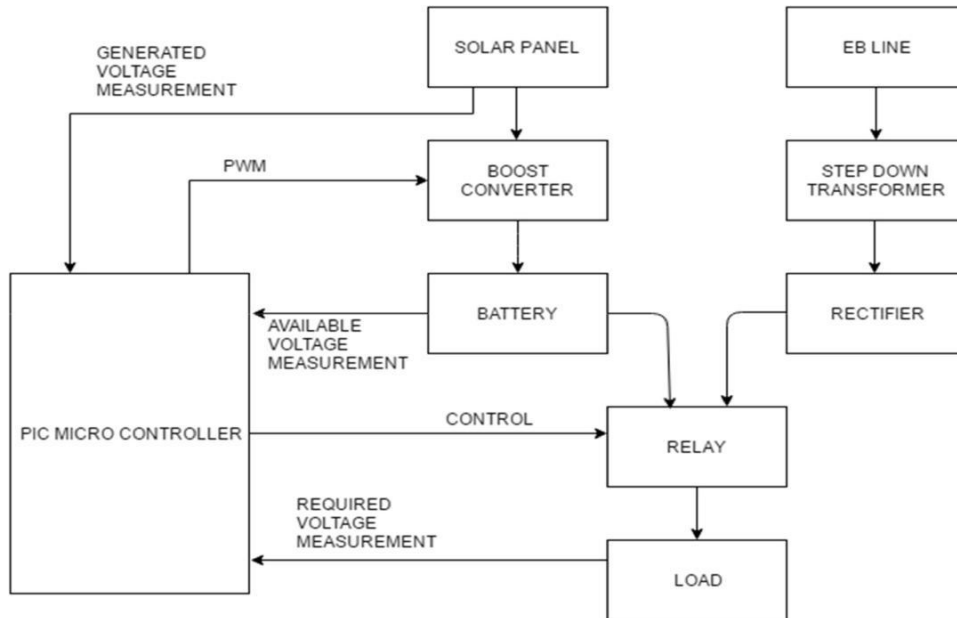 SOLAR PANEL
EB LINE
GENERATED
VOLTAGE
MEASUREMENT
PWM
BOOST
CONVERTER
STEP DOWN
TRANSFORMER
BATTERY
RECTIFIER
AVAILABLE
VOLTAGE
MEASUREMENT
PIC MICRO CONTROLLER
CONTROL
RELAY
REQUIRED
VOLTAGE
MEASUREMENT
LOAD